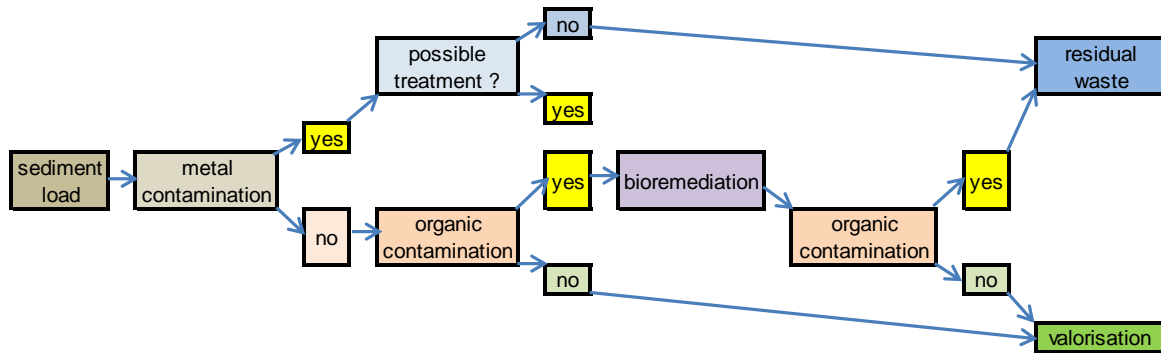 no
possible
treatment ?
residual
waste
yes
yes
sediment
load
metal
contamination
yes
bioremediation
yes
no
organic
contamination
organic
contamination
no
no
valorisation